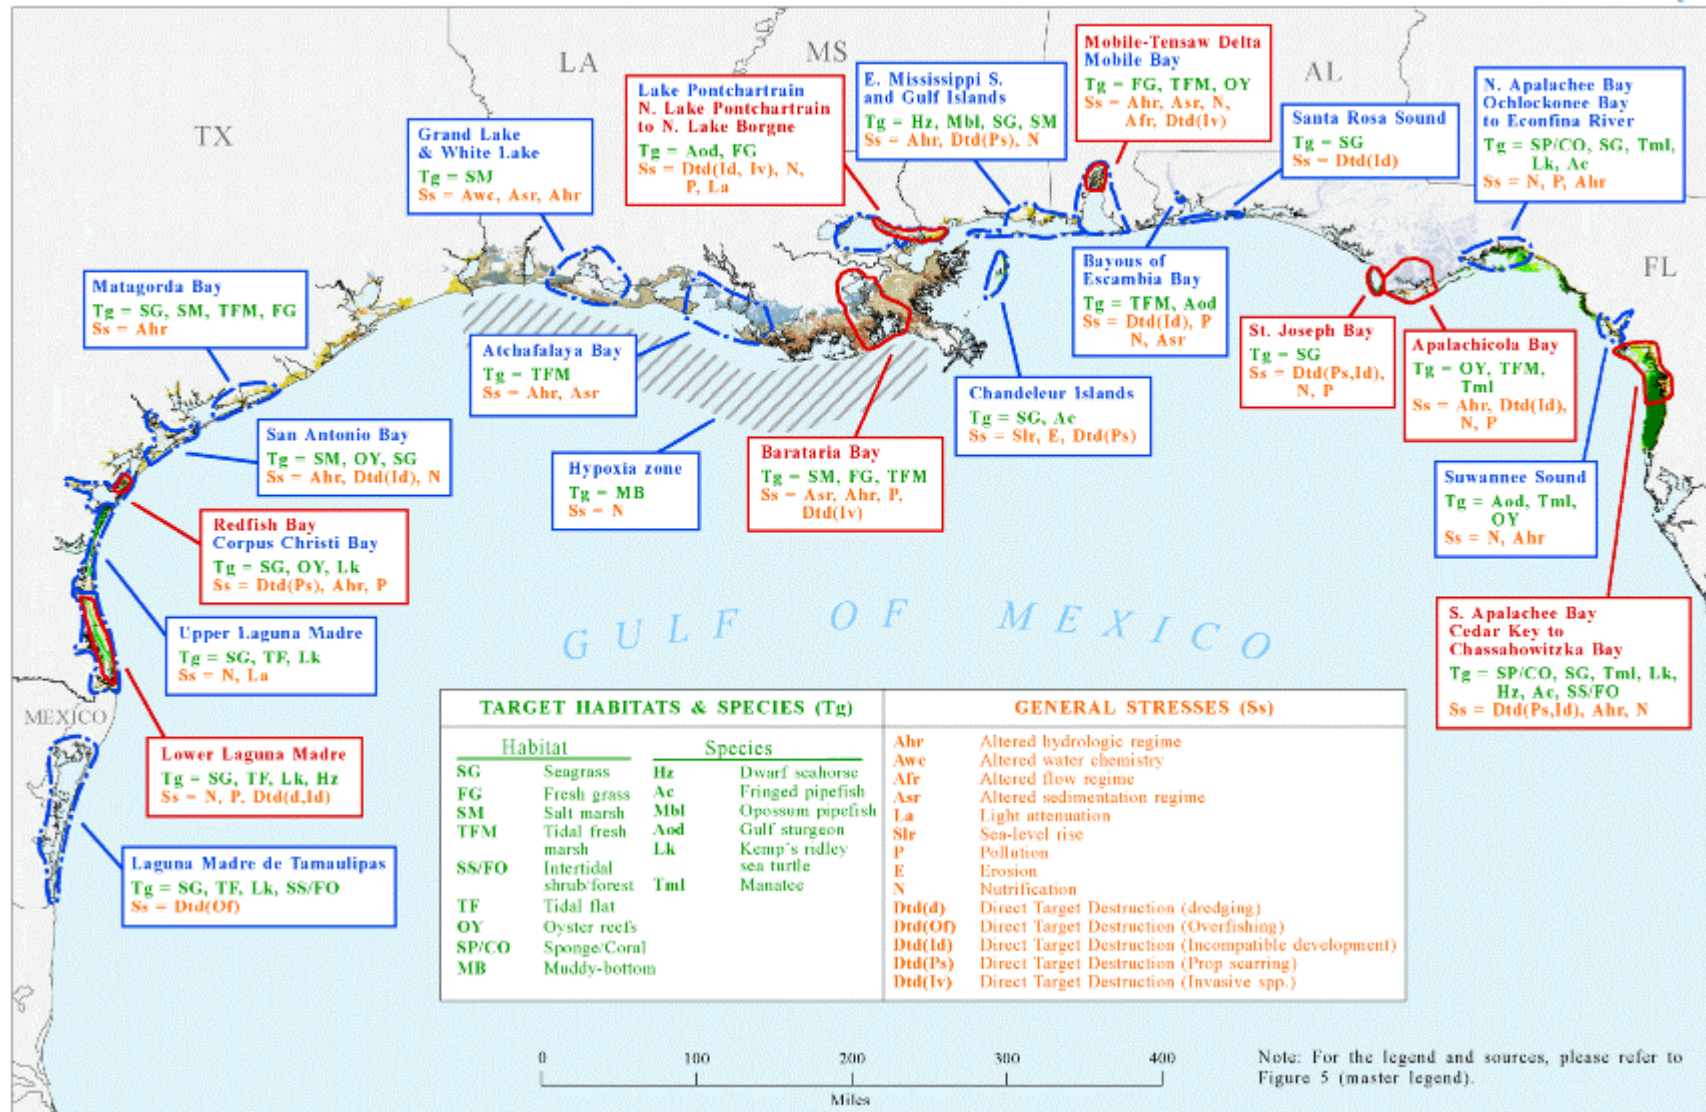 TX
LA
MS
AL
FL
MEXICO
Grand Lake
& White Lake
Tg = SM
Ss = Awc, Asr, Ahr
Lake Pontchartrain
N. Lake Pontchartrain
to N. Lake Borgne
Tg = Aod, FG
Ss = Dtd(Id, Iv), N,
P, La
E. Mississippi S.
and Gulf Islands
Tg = Hz, Mbl, SG, SM
Ss = Ahr, Dtd(Ps), N
Mobile-Tensaw Delta
Mobile Bay
Tg = FG, TFM, OY
Ss = Ahr, Asr, N,
Afr, Dtd(Iv)
Santa Rosa Sound
Tg = SG
Ss = Dtd(Id)
N. Apalachee Bay
Ochlockonee Bay
to Econfina River
Tg = SP/CO, SG, Tml,
Lk, Ac
Ss = N, P, Ahr
Matagorda Bay
Tg = SG, SM, TFM, FG
Ss = Ahr
Atchafalaya Bay
Tg = TFM
Ss = Ahr, Asr
Bayous of
Escambia Bay
Tg = TFM, Aod
Ss = Dtd(Id), P
N, Asr
St. Joseph Bay
Tg = SG
Ss = Dtd(Ps,Id),
N, P
Apalachicola Bay
Tg = OY, TFM,
Tml
Ss = Ahr, Dtd(Id),
N, P
Chandeleur Islands
Tg = SG, Ac
Ss = Slr, E, Dtd(Ps)
San Antonio Bay
Tg = SM, OY, SG
Ss = Ahr, Dtd(Id), N
Hypoxia zone
Tg = MB
Ss = N
Barataria Bay
Tg = SM, FG, TFM
Ss = Asr, Ahr, P,
Dtd(Iv)
Suwannee Sound
Tg = Aod, Tml,
OY
Ss = N, Ahr
Redfish Bay
Corpus Christi Bay
Tg = SG, OY, Lk
Ss = Dtd(Ps), Ahr, P
Upper Laguna Madre
Tg = SG, TF, Lk
Ss = N, La
S. Apalachee Bay
Cedar Key to
Chassahowitzka Bay
Tg = SP/CO, SG, Tml, Lk,
Hz, Ac, SS/FO
Ss = Dtd(Ps,Id), Ahr, N
Lower Laguna Madre
Tg = SG, TF, Lk, Hz
Ss = N, P, Dtd(d,Id)
Laguna Madre de Tamaulipas
Tg = SG, TF, Lk, SS/FO
Ss = Dtd(Of)
GULF OF MEXICO
TARGET HABITATS & SPECIES (Tg)
Habitat
SG Seagrass
FG Fresh grass
SM Salt marsh
TFM Tidal fresh
marsh
SS/FO Intertidal
shrub/forest
TF Tidal flat
OY Oyster reefs
SP/CO Sponge/Coral
MB Muddy-bottom
Species
Hz Dwarf seahorse
Ac Fringed pipefish
Mbl Opossum pipefish
Aod Gulf sturgeon
Lk Kemp's ridley
sea turtle
Tml Manatee
GENERAL STRESSES (Ss)
Ahr Altered hydrologic regime
Awc Altered water chemistry
Afr Altered flow regime
Asr Altered sedimentation regime
La Light attenuation
Slr Sea-level rise
P Pollution
E Erosion
N Nutrification
Dtd(d) Direct Target Destruction (dredging)
Dtd(Of) Direct Target Destruction (Overfishing)
Dtd(Id) Direct Target Destruction (Incompatible development)
Dtd(Ps) Direct Target Destruction (Prop scarring)
Dtd(Iv) Direct Target Destruction (Invasive spp.)
0 100 200 300 400
Miles
Note: For the legend and sources, please refer to
Figure 5 (master legend).